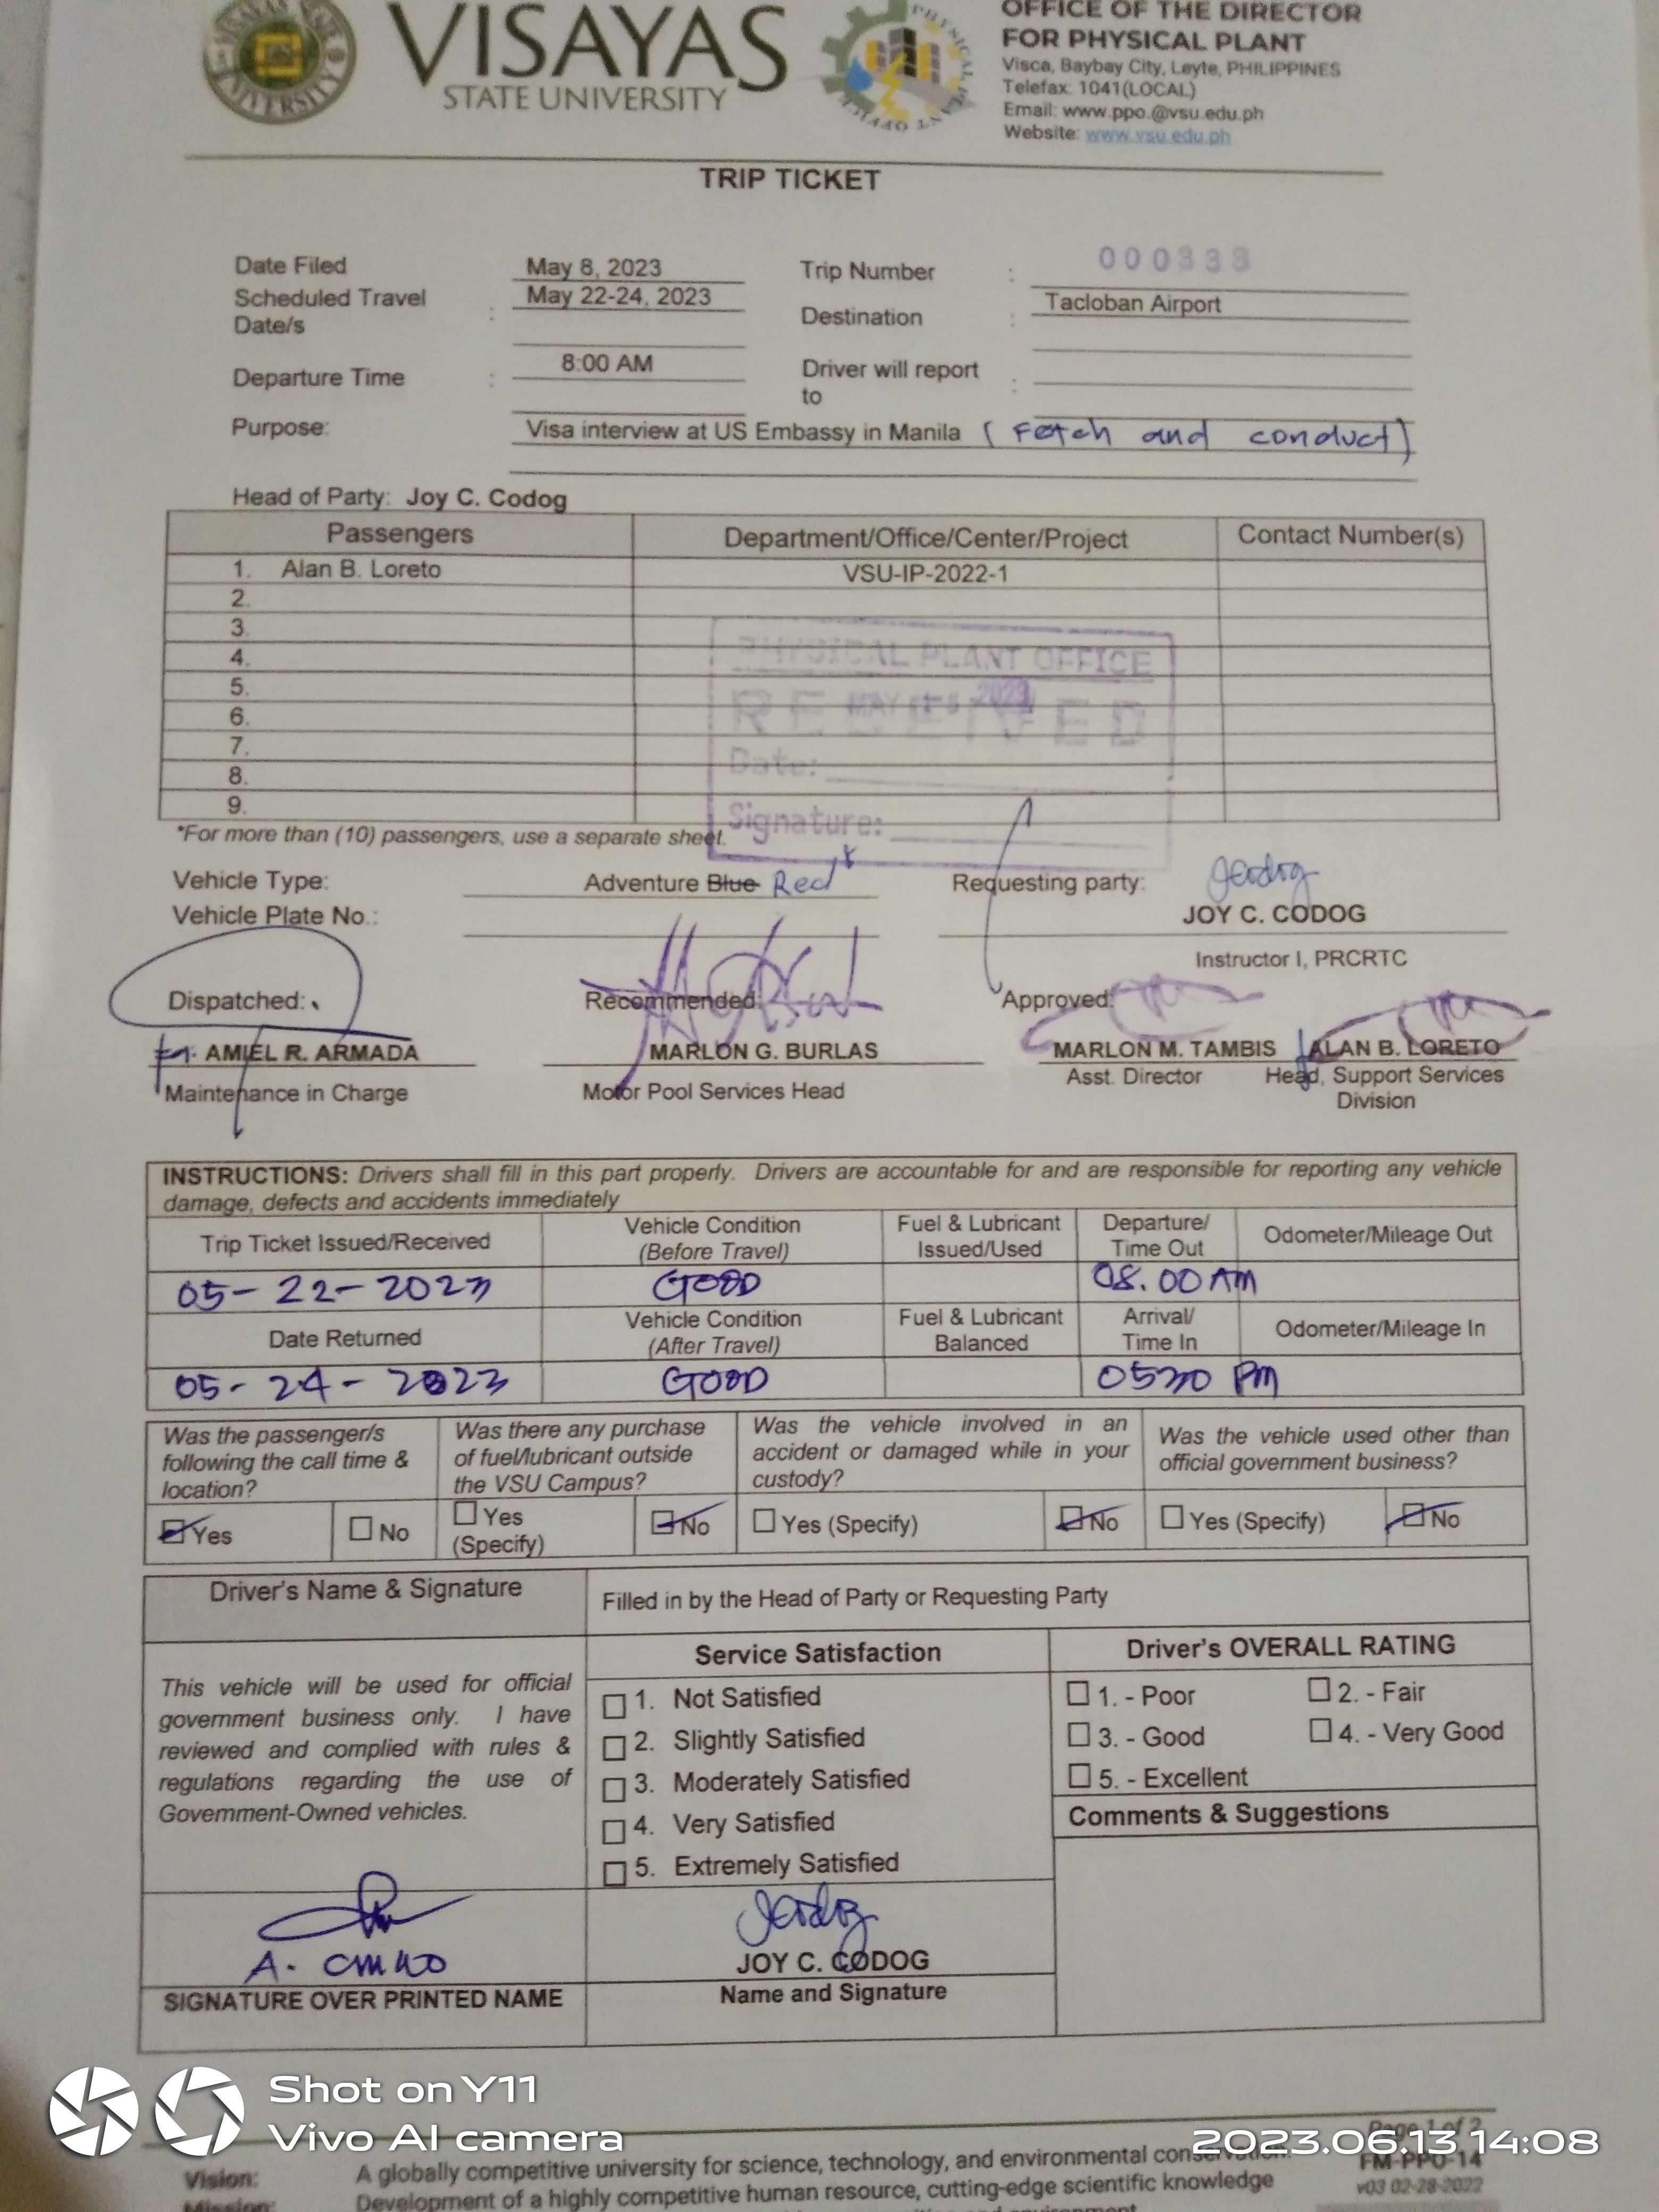 VISAYAS
STATE UNIVERSITY
OFFICE OF THE DIRECTOR
FOR PHYSICAL PLANT
Visca, Baybay City, Leyte, PHILIPPINES
Telefax: 1041(LOCAL)
Email: www.ppo.@vsu.edu.ph
Website: www.vsu.edu.ph
TRIP TICKET
Date Filed May 8, 2023 Trip Number : 000333
Scheduled Travel Date/s : May 22-24, 2023 Destination : Tacloban Airport
Departure Time : 8:00 AM Driver will report to :
Purpose: Visa interview at US Embassy in Manila ( Fetch and conduct)
Head of Party: Joy C. Codog
Passengers Department/Office/Center/Project Contact Number(s)
1. Alan B. Loreto VSU-IP-2022-1
2.
3.
4.
5.
6.
7.
8.
9.
PHYSICAL PLANT OFFICE
RECEIVED
MAY 2023
Date:
Signature:
*For more than (10) passengers, use a separate sheet.
Vehicle Type: Adventure Blue Red Requesting party:
Vehicle Plate No.: JOY C. CODOG
Instructor I, PRCRTC
Dispatched: Recommended: Approved:
AMIEL R. ARMADA MARLON G. BURLAS MARLON M. TAMBIS ALAN B. LORETO
Maintenance in Charge Motor Pool Services Head Asst. Director Head, Support Services
Division
INSTRUCTIONS: Drivers shall fill in this part properly. Drivers are accountable for and are responsible for reporting any vehicle
damage, defects and accidents immediately
Trip Ticket Issued/Received Vehicle Condition (Before Travel) Fuel & Lubricant Issued/Used Departure/ Time Out Odometer/Mileage Out
05-22-2023 GOOD 08.00 AM
Date Returned Vehicle Condition (After Travel) Fuel & Lubricant Balanced Arrival/ Time In Odometer/Mileage In
05-24-2023 GOOD 0530 PM
Was the passenger/s following the call time & location? Was there any purchase of fuel/lubricant outside the VSU Campus? Was the vehicle involved in an accident or damaged while in your custody? Was the vehicle used other than official government business?
Yes No Yes (Specify) No Yes (Specify) No Yes (Specify) No
Driver's Name & Signature Filled in by the Head of Party or Requesting Party
Service Satisfaction Driver's OVERALL RATING
This vehicle will be used for official
government business only. I have
reviewed and complied with rules &
regulations regarding the use of
Government-Owned vehicles.
1. Not Satisfied
2. Slightly Satisfied
3. Moderately Satisfied
4. Very Satisfied
5. Extremely Satisfied
1. - Poor 2. - Fair
3. - Good 4. - Very Good
5. - Excellent
Comments & Suggestions
A.
JOY C. CODOG
SIGNATURE OVER PRINTED NAME Name and Signature
Shot on Y11
Vivo AI camera
2023.06.13 14:08
Page 1 of 2
FM-PPO-14
v03 02-28-2022
Vision: A globally competitive university for science, technology, and environmental conservation.
Mission: Development of a highly competitive human resource, cutting-edge scientific knowledge